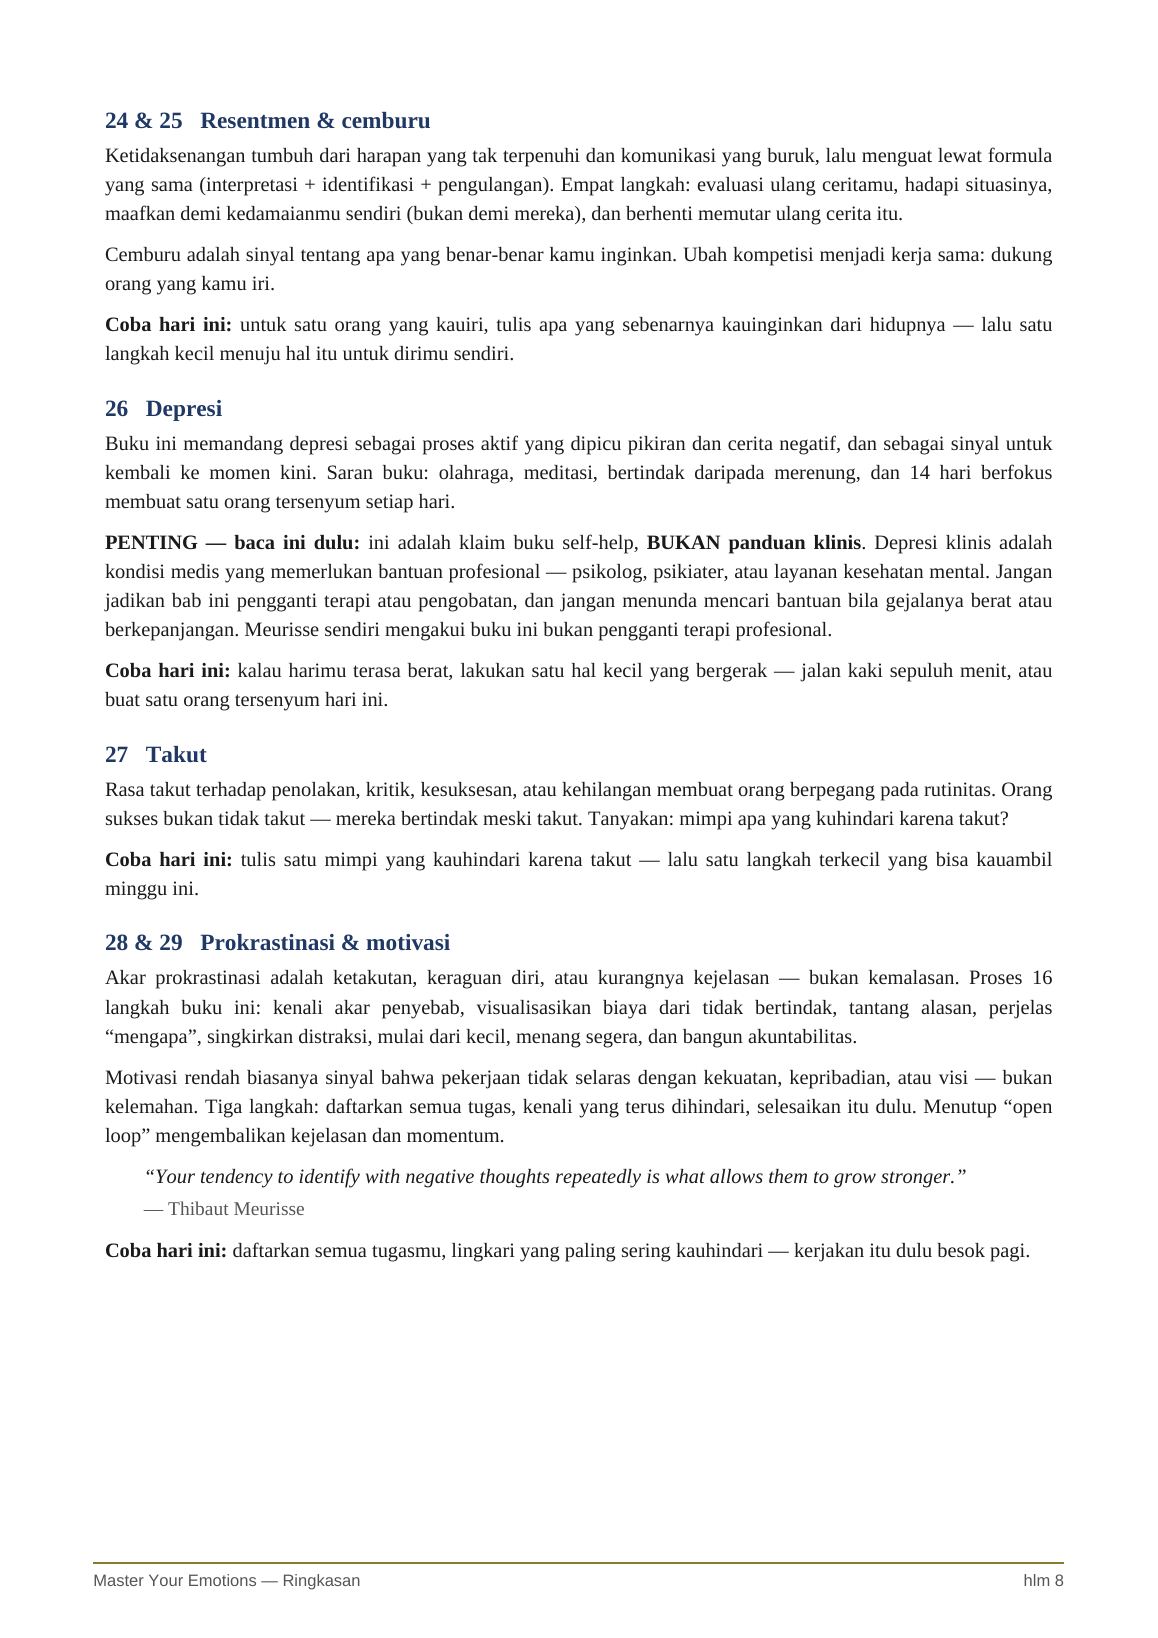 24 & 25 Resentmen & cemburu
Ketidaksenangan tumbuh dari harapan yang tak terpenuhi dan komunikasi yang buruk, lalu menguat lewat formula
yang sama (interpretasi + identifikasi + pengulangan). Empat langkah: evaluasi ulang ceritamu, hadapi situasinya,
maafkan demi kedamaianmu sendiri (bukan demi mereka), dan berhenti memutar ulang cerita itu.
Cemburu adalah sinyal tentang apa yang benar-benar kamu inginkan. Ubah kompetisi menjadi kerja sama: dukung
orang yang kamu iri.
Coba hari ini: untuk satu orang yang kauiri, tulis apa yang sebenarnya kauinginkan dari hidupnya — lalu satu
langkah kecil menuju hal itu untuk dirimu sendiri.
26 Depresi
Buku ini memandang depresi sebagai proses aktif yang dipicu pikiran dan cerita negatif, dan sebagai sinyal untuk
kembali ke momen kini. Saran buku: olahraga, meditasi, bertindak daripada merenung, dan 14 hari berfokus
membuat satu orang tersenyum setiap hari.
PENTING — baca ini dulu: ini adalah klaim buku self-help, BUKAN panduan klinis. Depresi klinis adalah
kondisi medis yang memerlukan bantuan profesional — psikolog, psikiater, atau layanan kesehatan mental. Jangan
jadikan bab ini pengganti terapi atau pengobatan, dan jangan menunda mencari bantuan bila gejalanya berat atau
berkepanjangan. Meurisse sendiri mengakui buku ini bukan pengganti terapi profesional.
Coba hari ini: kalau harimu terasa berat, lakukan satu hal kecil yang bergerak — jalan kaki sepuluh menit, atau
buat satu orang tersenyum hari ini.
27 Takut
Rasa takut terhadap penolakan, kritik, kesuksesan, atau kehilangan membuat orang berpegang pada rutinitas. Orang
sukses bukan tidak takut — mereka bertindak meski takut. Tanyakan: mimpi apa yang kuhindari karena takut?
Coba hari ini: tulis satu mimpi yang kauhindari karena takut — lalu satu langkah terkecil yang bisa kauambil
minggu ini.
28 & 29 Prokrastinasi & motivasi
Akar prokrastinasi adalah ketakutan, keraguan diri, atau kurangnya kejelasan — bukan kemalasan. Proses 16
langkah buku ini: kenali akar penyebab, visualisasikan biaya dari tidak bertindak, tantang alasan, perjelas
“mengapa”, singkirkan distraksi, mulai dari kecil, menang segera, dan bangun akuntabilitas.
Motivasi rendah biasanya sinyal bahwa pekerjaan tidak selaras dengan kekuatan, kepribadian, atau visi — bukan
kelemahan. Tiga langkah: daftarkan semua tugas, kenali yang terus dihindari, selesaikan itu dulu. Menutup “open
loop” mengembalikan kejelasan dan momentum.
“Your tendency to identify with negative thoughts repeatedly is what allows them to grow stronger.”
— Thibaut Meurisse
Coba hari ini: daftarkan semua tugasmu, lingkari yang paling sering kauhindari — kerjakan itu dulu besok pagi.
Master Your Emotions — Ringkasan
hlm 8